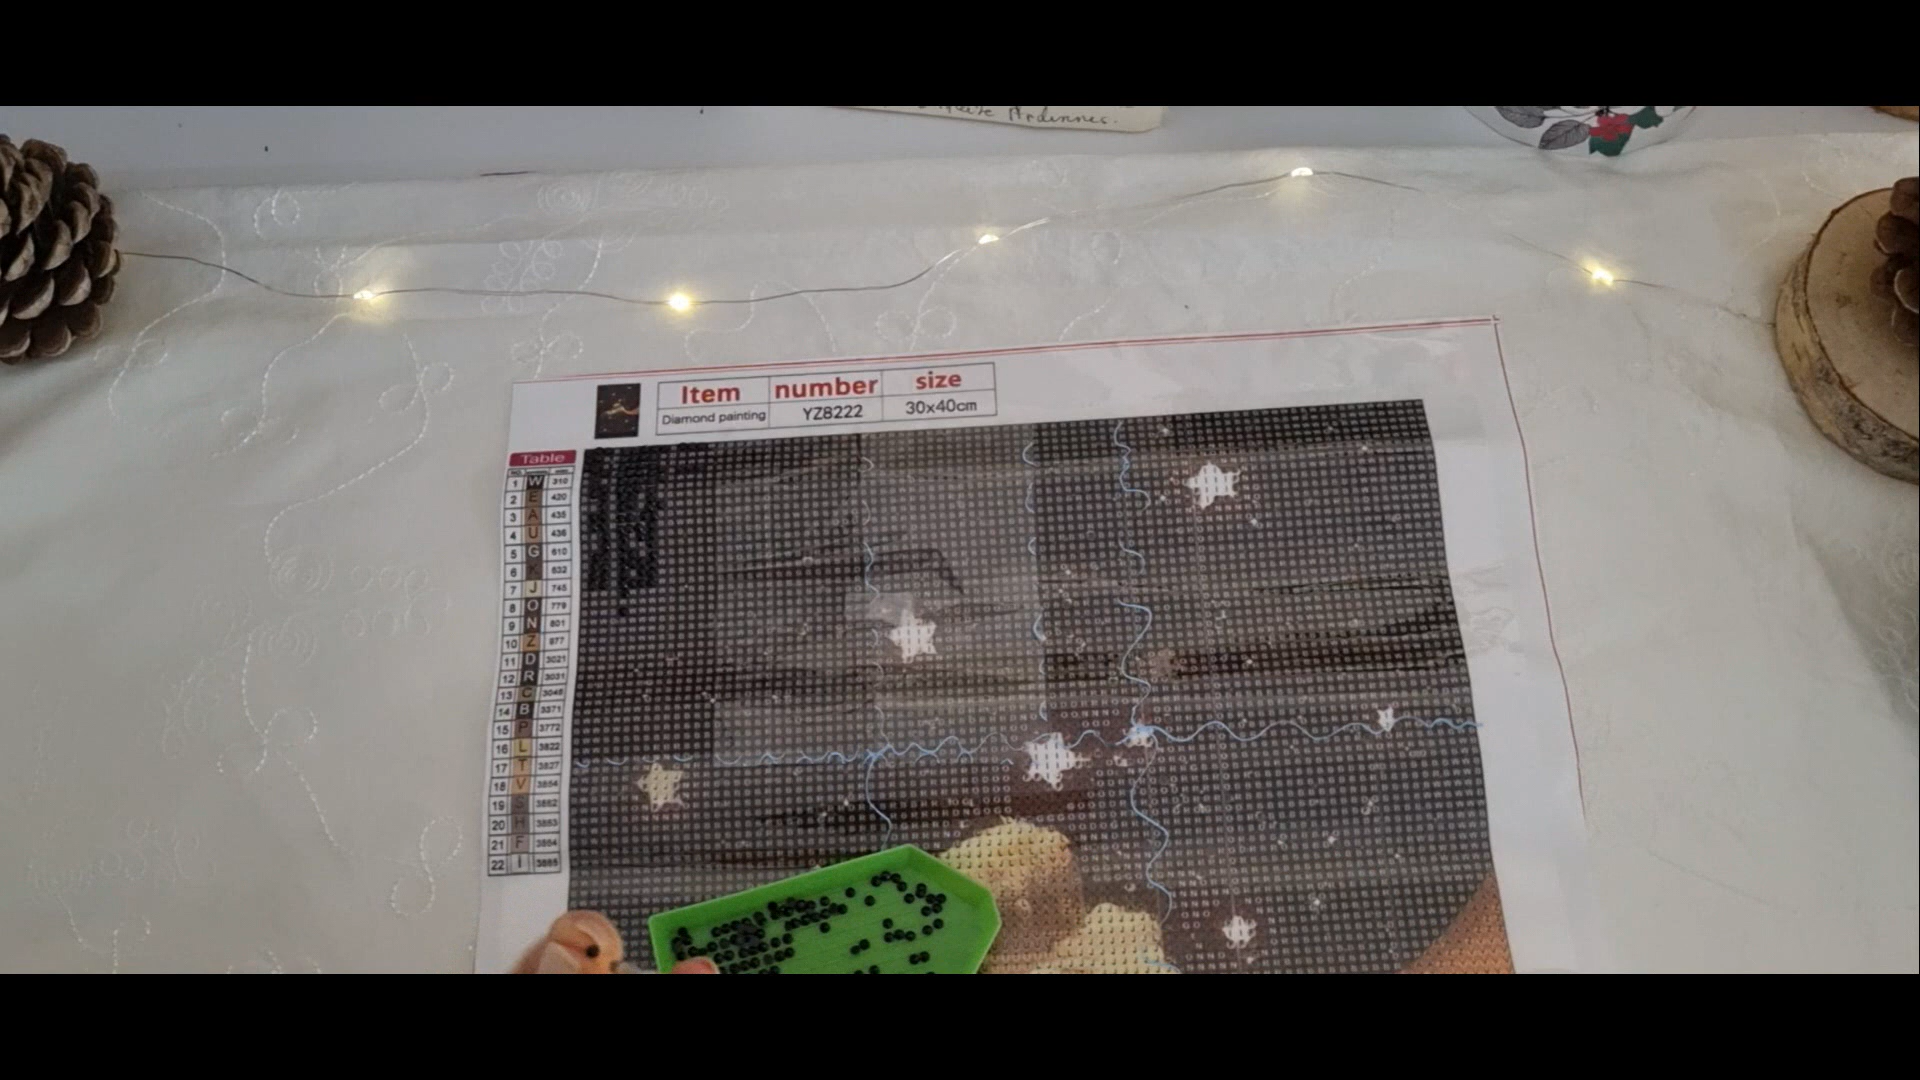 Ardennes.
Item number size
Diamond painting YZ8222 30x40cm
Table
1 W 310
2 E 420
3 A 435
4 U 436
5 G 610
6 K 632
7 J 745
8 O 779
9 N 801
10 Z 977
11 D 3021
12 R 3031
13 C 3045
14 B 3371
15 P 3772
16 L 3822
17 T 3827
18 V 3854
19 S 3862
20 H 3863
21 F 3864
22 I 3865